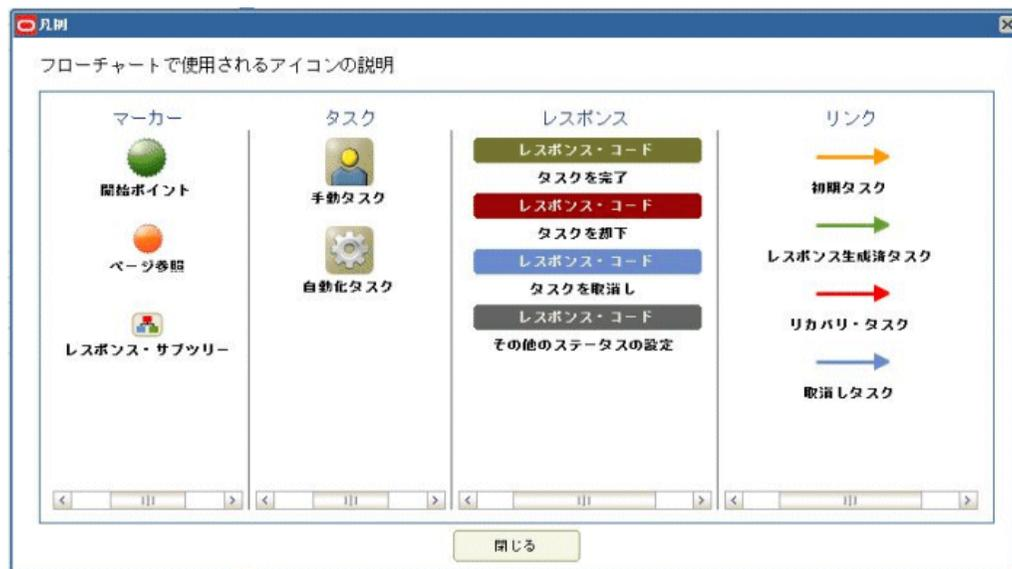 凡例
フローチャートで使用されるアイコンの説明
マーカー
開始ポイント
ページ参照
レスポンス・サブツリー
タスク
手動タスク
自動化タスク
レスポンス
レスポンス・コード
タスクを完了
レスポンス・コード
タスクを却下
レスポンス・コード
タスクを取消し
レスポンス・コード
その他のステータスの設定
リンク
初期タスク
レスポンス生成済タスク
リカバリ・タスク
取消しタスク
閉じる